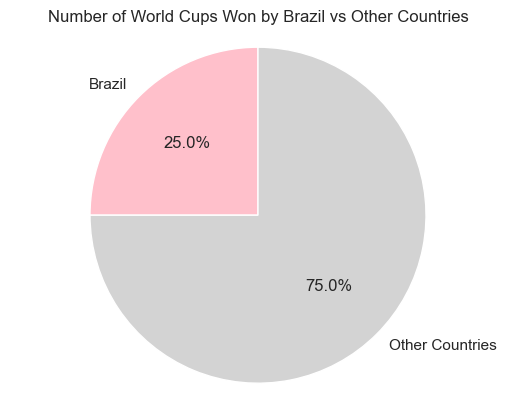 Number of World Cups Won by Brazil vs Other Countries
Brazil
25.0%
75.0%
Other Countries